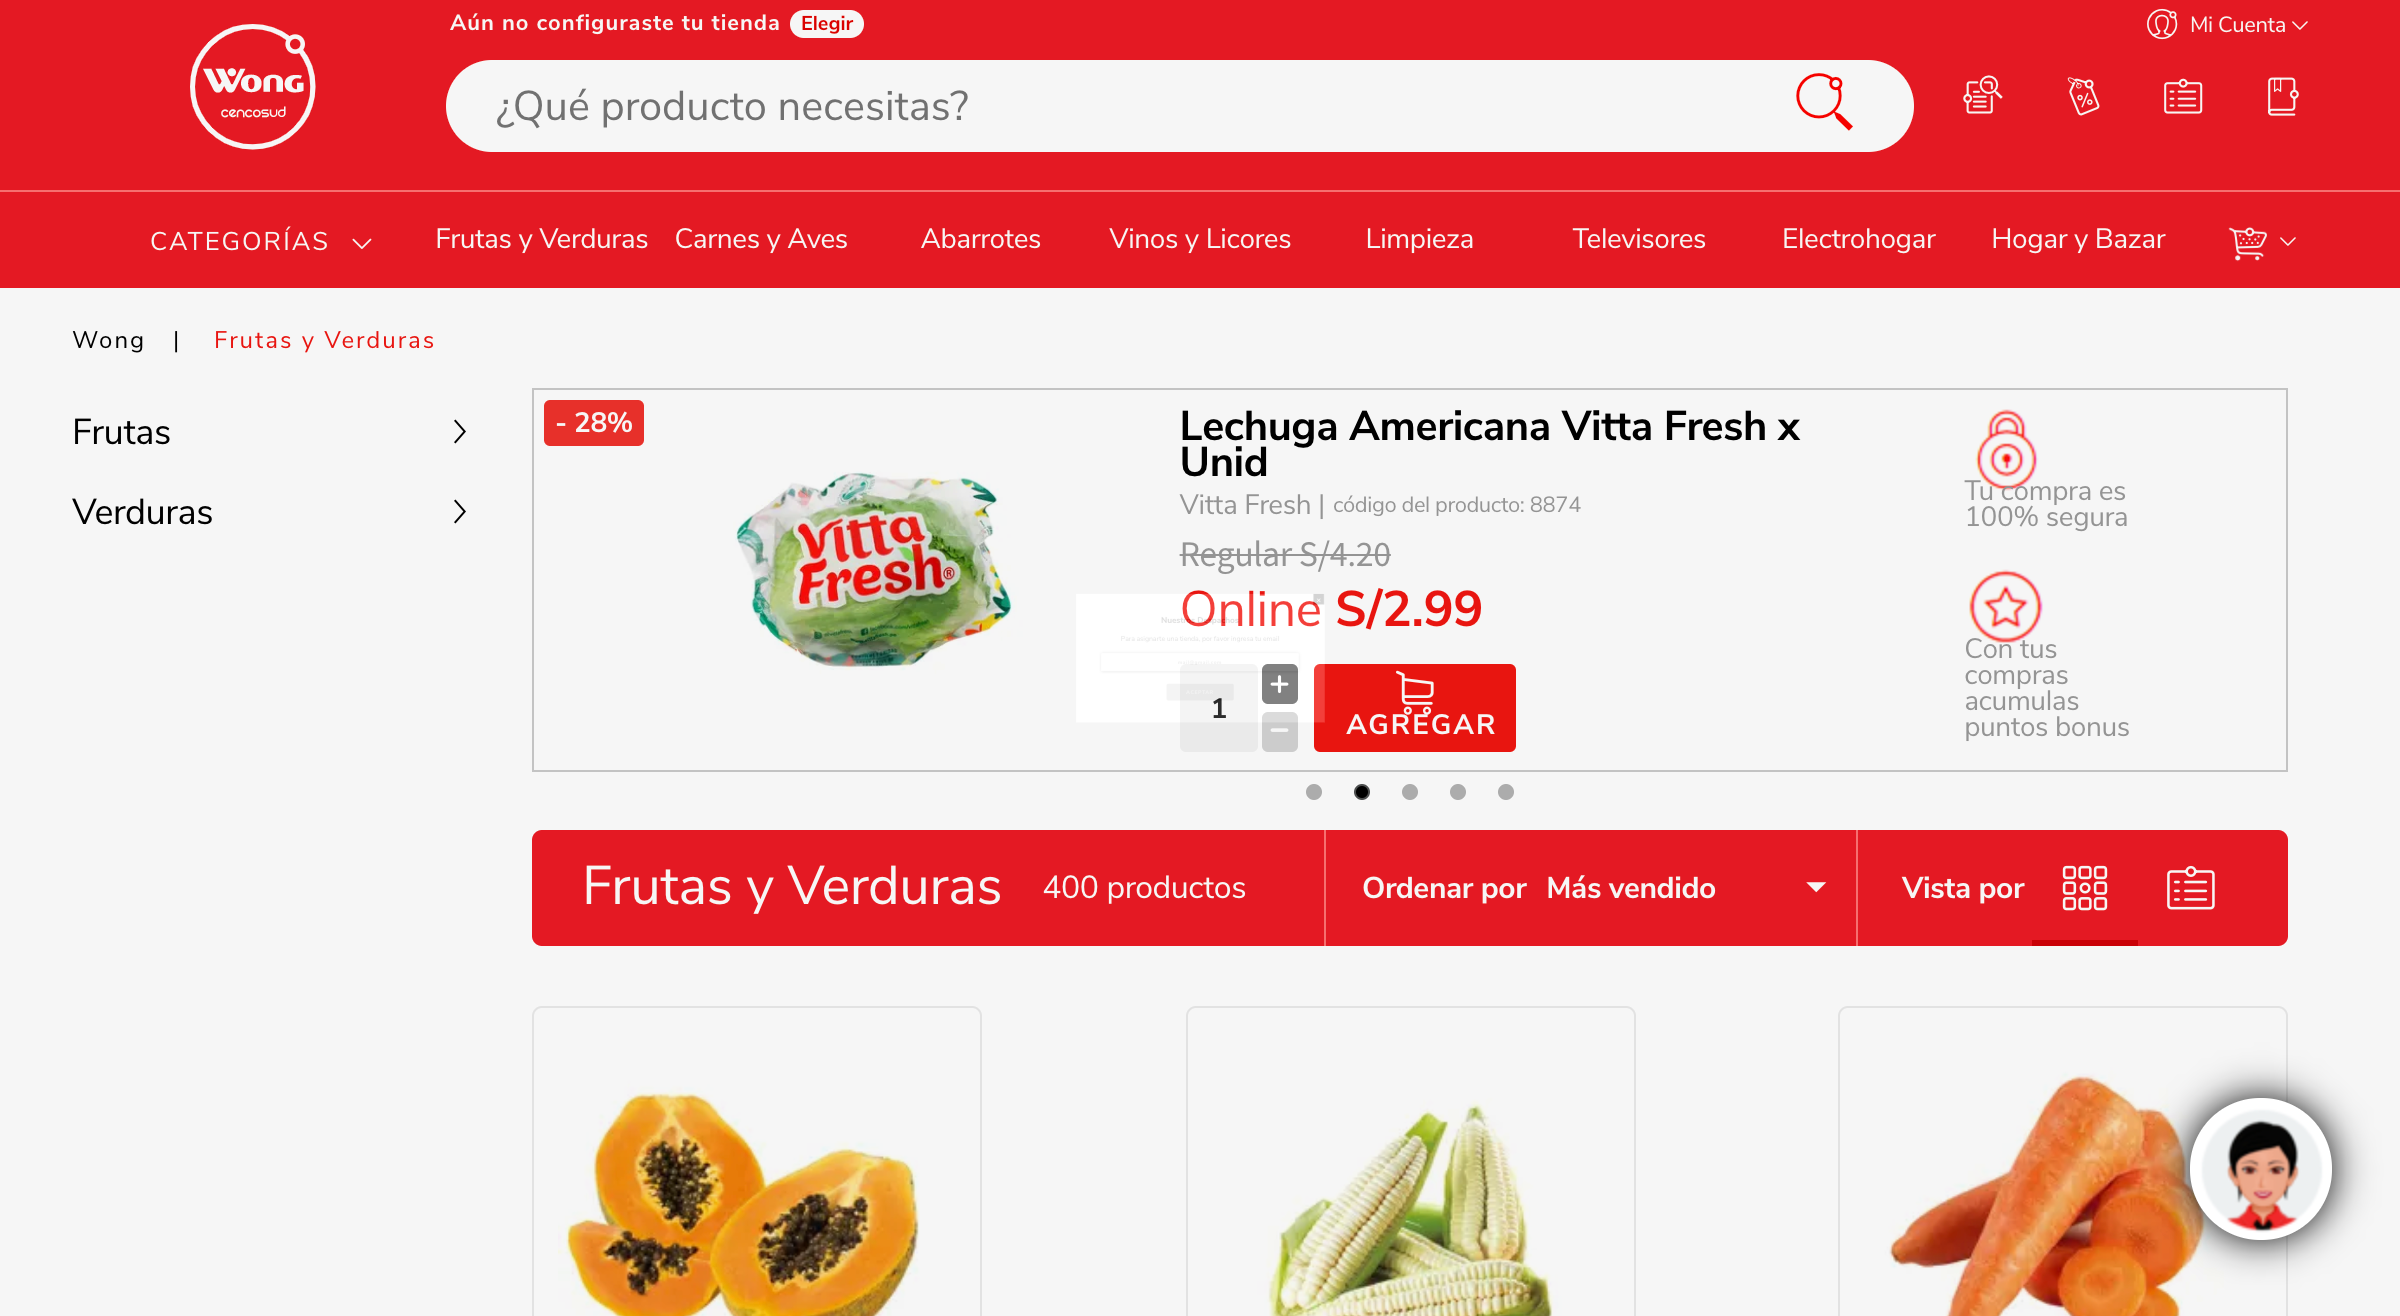 Aún no configuraste tu tienda Elegir
Mi Cuenta
Wong
cencosud
¿Qué producto necesitas?
CATEGORÍAS Frutas y Verduras Carnes y Aves Abarrotes Vinos y Licores Limpieza Televisores Electrohogar Hogar y Bazar
Wong | Frutas y Verduras
Frutas
Verduras
- 28%
Vitta
Fresh®
Lechuga Americana Vitta Fresh x
Unid
Vitta Fresh | código del producto: 8874
Regular S/4.20
Online S/2.99
1
+
−
AGREGAR
Tu compra es
100% segura
Con tus
compras
acumulas
puntos bonus
Frutas y Verduras 400 productos
Ordenar por Más vendido
Vista por